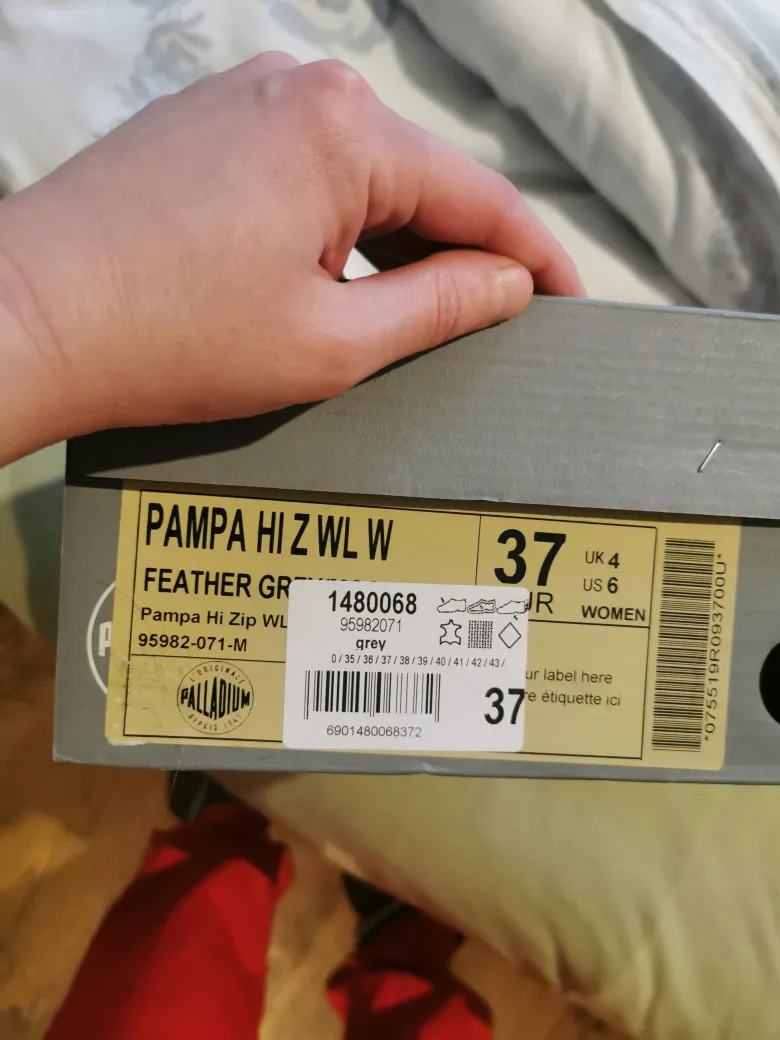 PAMPA HI Z WL W
FEATHER
Pampa Hi Zip WL
95982-071-M
L'ORIGINALE
PALLADIUM
DEPUIS 1947
37
UK 4
US 6
WOMEN
1480068
95982071
grey
0 / 35 / 36 / 37 / 38 / 39 / 40 / 41 / 42 / 43 /
37
6901480068372
label here
étiquette ici
*075519R093700U*